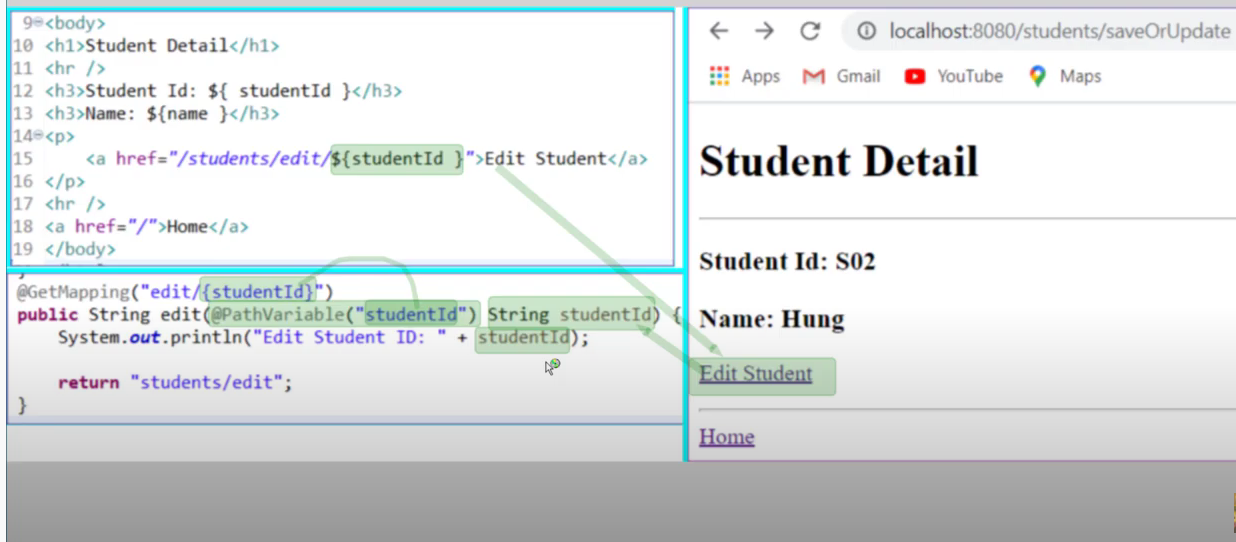 9 <body>
10 <h1>Student Detail</h1>
11 <hr />
12 <h3>Student Id: ${ studentId }</h3>
13 <h3>Name: ${name }</h3>
14 <p>
15     <a href="/students/edit/${studentId }">Edit Student</a>
16 </p>
17 <hr />
18 <a href="/">Home</a>
19 </body>
}
@GetMapping("edit/{studentId}")
public String edit(@PathVariable("studentId") String studentId) {
    System.out.println("Edit Student ID: " + studentId);
    return "students/edit";
}
localhost:8080/students/saveOrUpdate
Apps Gmail YouTube Maps
Student Detail
Student Id: S02
Name: Hung
Edit Student
Home